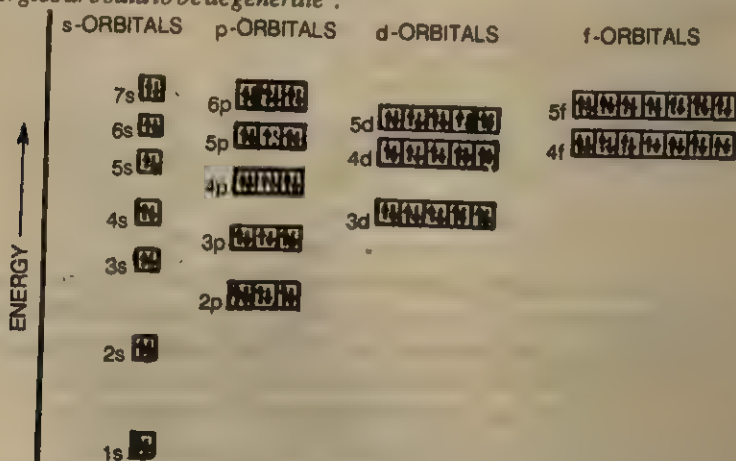 degenerate'.
s-ORBITALS p-ORBITALS d-ORBITALS f-ORBITALS
7s 6p 5d 5f
6s 5p 4d 4f
5s 4p
4s 3p 3d
3s 2p
2s
1s
ENERGY